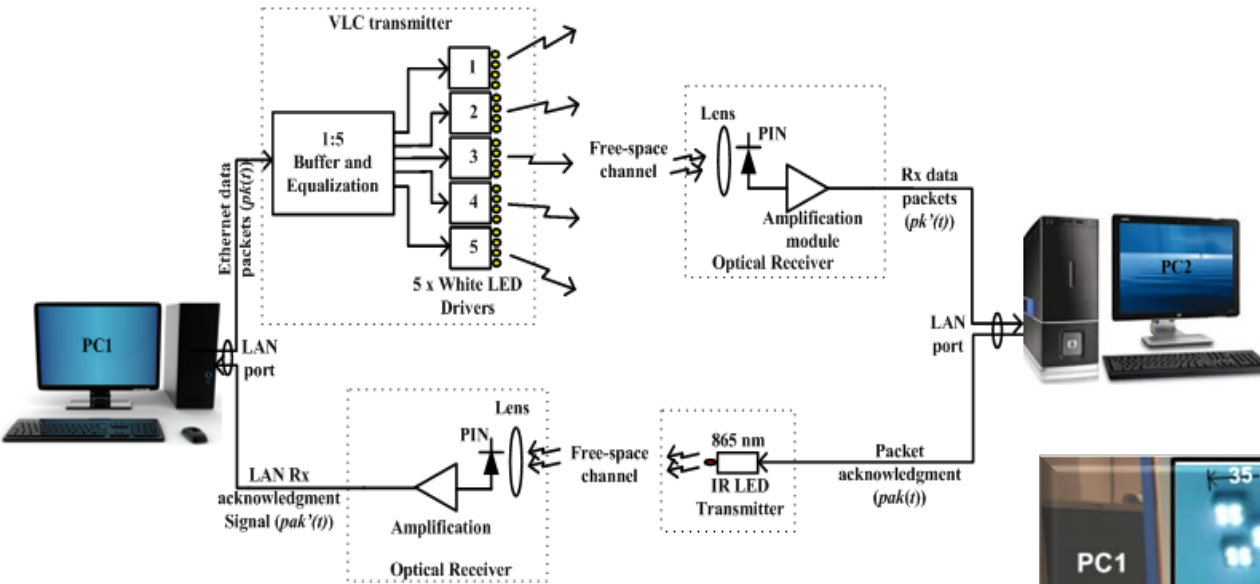 VLC transmitter
1
2
3
4
5
1:5
Buffer and
Equalization
5 x White LED
Drivers
Ethernet data
packets (pk(t))
Free-space
channel
Lens
PIN
Amplification
module
Optical Receiver
Rx data
packets
(pk'(t))
PC1
LAN
port
LAN
port
PC2
LAN Rx
acknowledgment
Signal (pak'(t))
Lens
PIN
Amplification
Optical Receiver
Free-space
channel
865 nm
IR LED
Transmitter
Packet
acknowledgment
(pak(t))
35
PC1